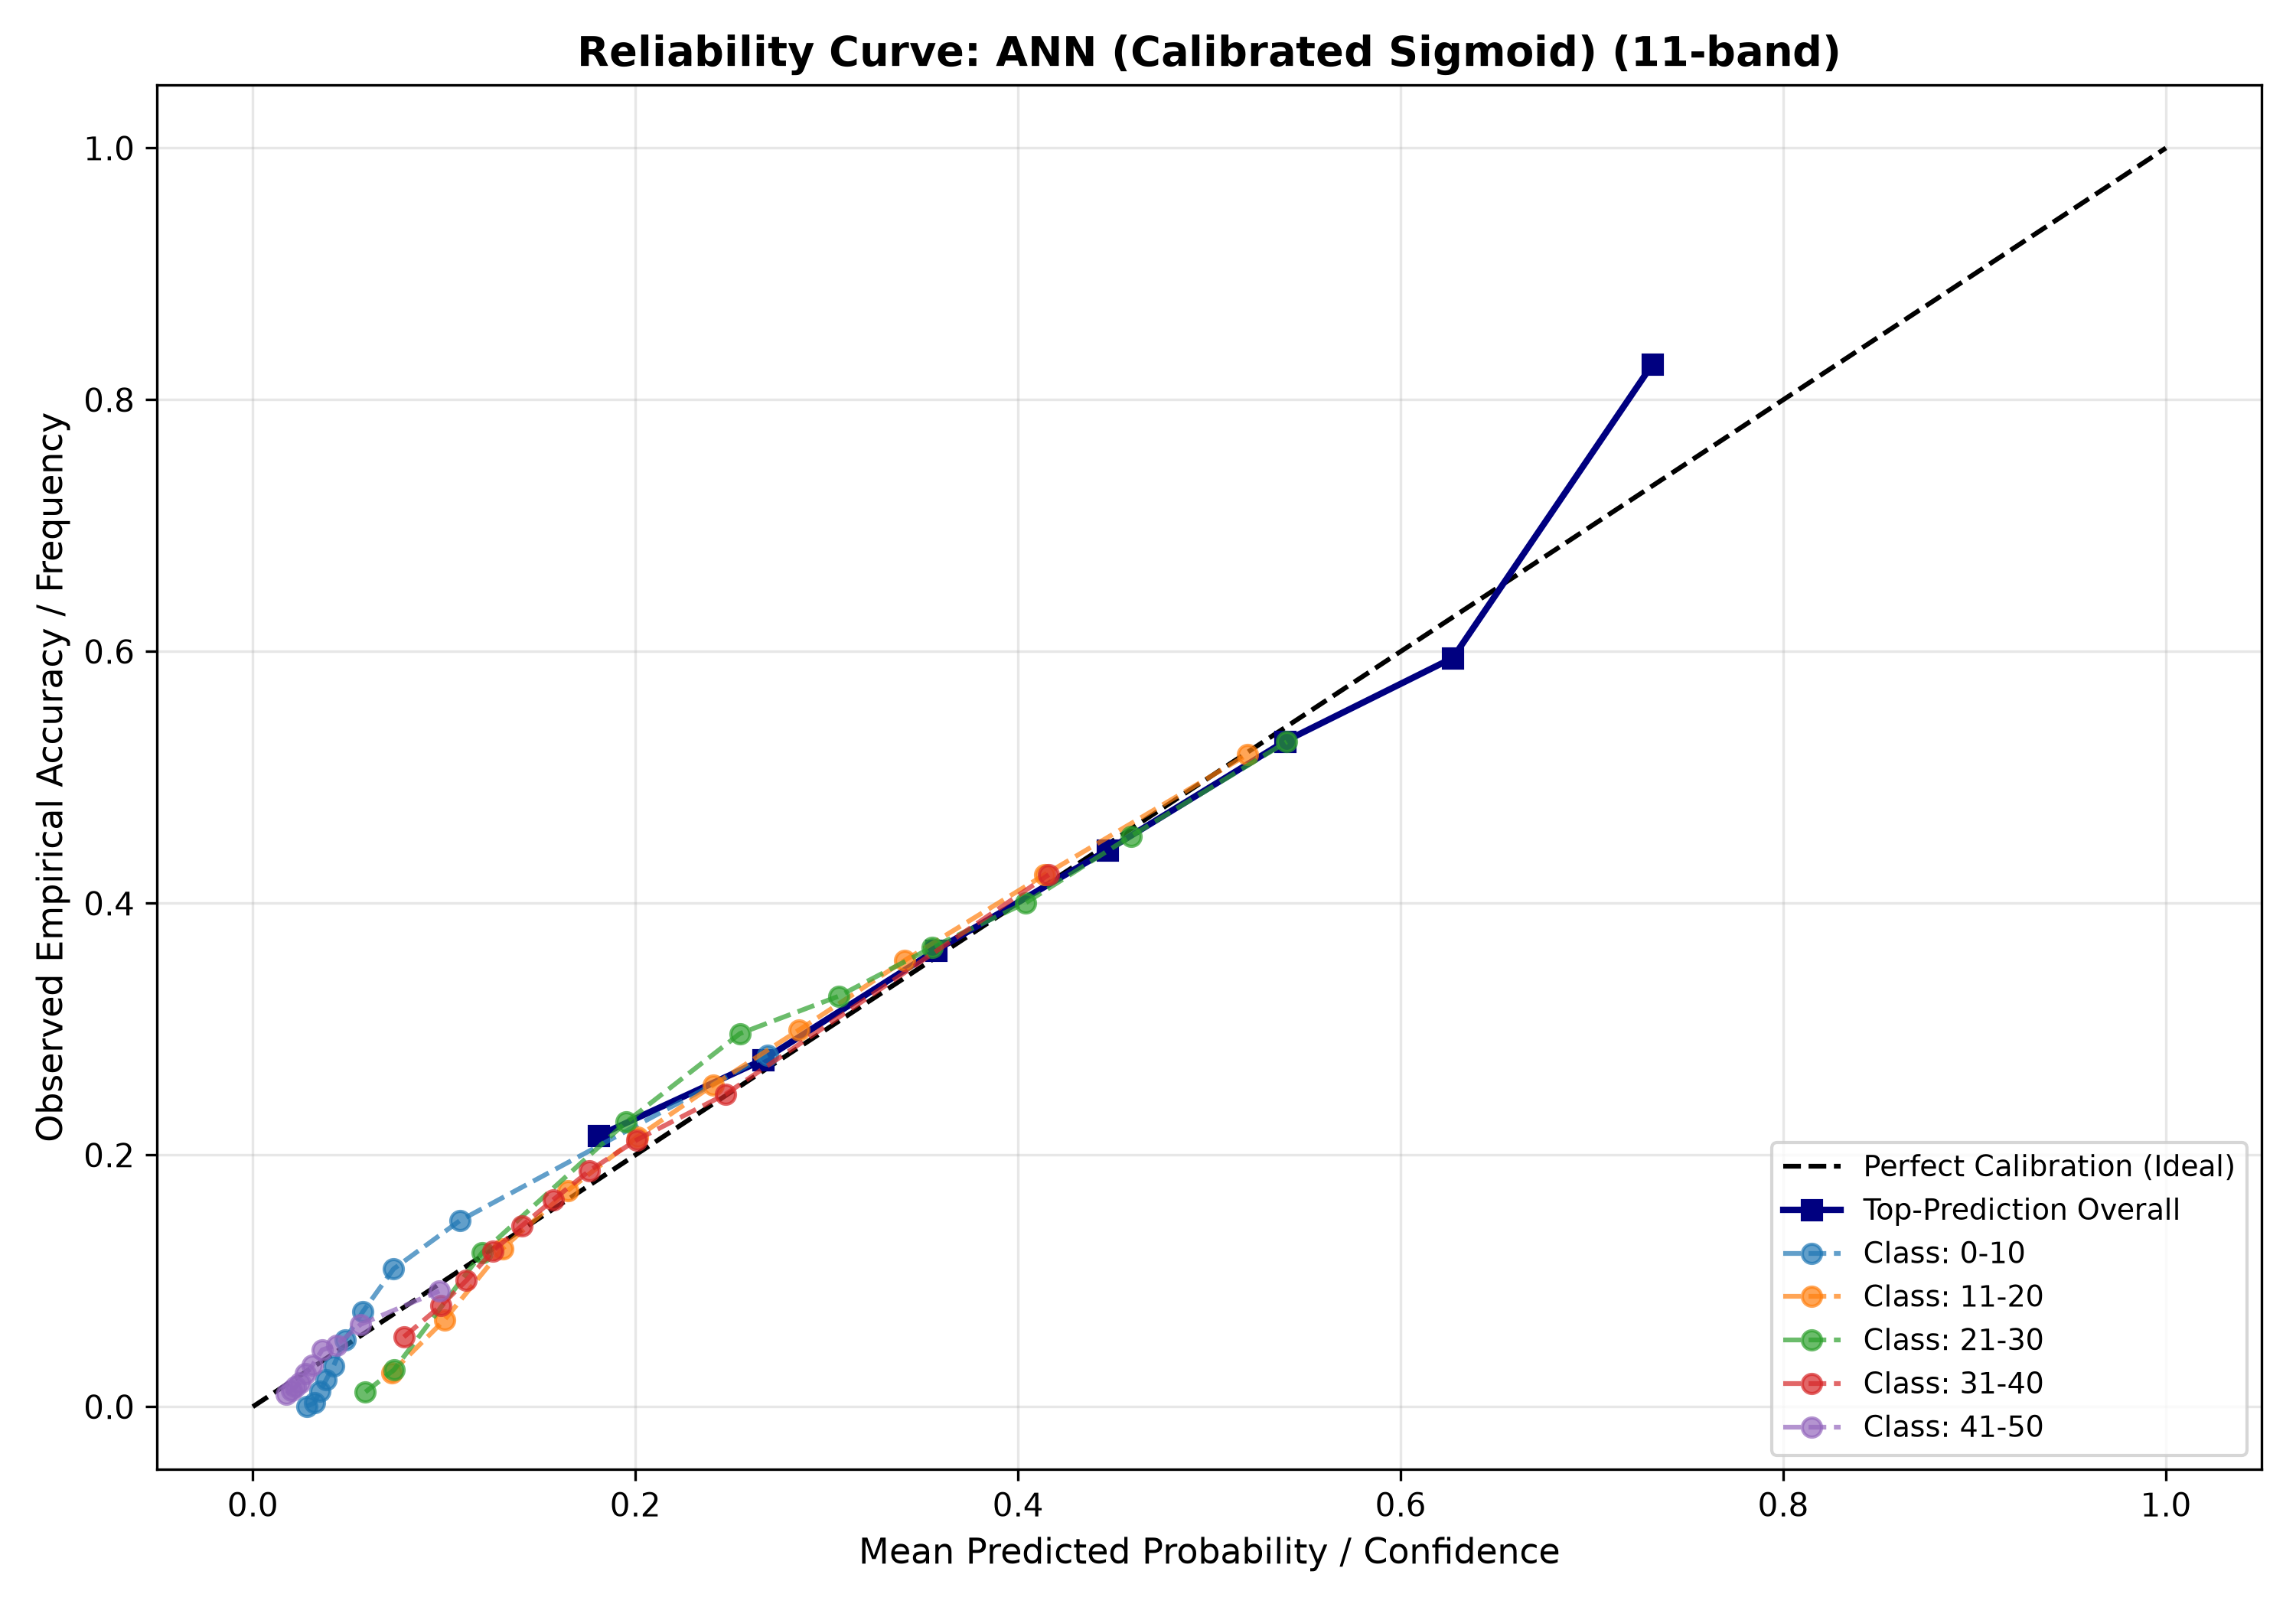 Reliability Curve: ANN (Calibrated Sigmoid) (11-band)
Observed Empirical Accuracy / Frequency
1.0
0.8
0.6
0.4
0.2
0.0
Perfect Calibration (Ideal)
Top-Prediction Overall
Class: 0-10
Class: 11-20
Class: 21-30
Class: 31-40
Class: 41-50
0.0 0.2 0.4 0.6 0.8 1.0
Mean Predicted Probability / Confidence